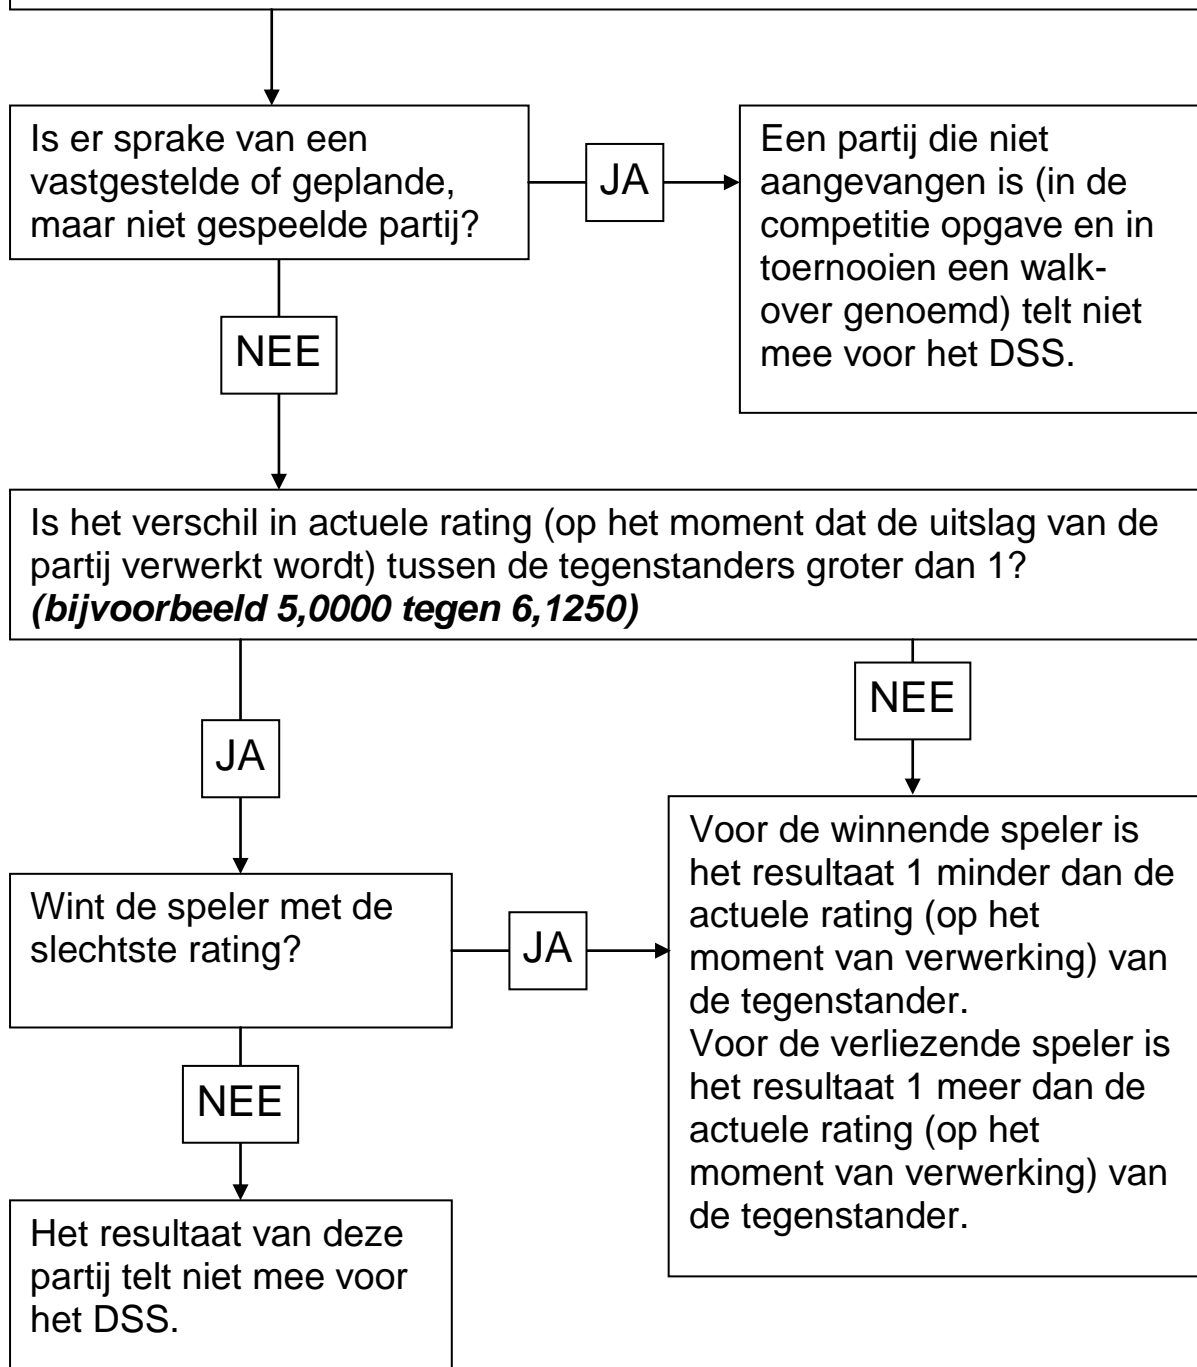 Is er sprake van een
vastgestelde of geplande,
maar niet gespeelde partij?
JA
Een partij die niet
aangevangen is (in de
competitie opgave en in
toernooien een walk-
over genoemd) telt niet
mee voor het DSS.
NEE
Is het verschil in actuele rating (op het moment dat de uitslag van de
partij verwerkt wordt) tussen de tegenstanders groter dan 1?
(bijvoorbeeld 5,0000 tegen 6,1250)
JA
NEE
Wint de speler met de
slechtste rating?
JA
Voor de winnende speler is
het resultaat 1 minder dan de
actuele rating (op het
moment van verwerking) van
de tegenstander.
Voor de verliezende speler is
het resultaat 1 meer dan de
actuele rating (op het
moment van verwerking) van
de tegenstander.
NEE
Het resultaat van deze
partij telt niet mee voor
het DSS.